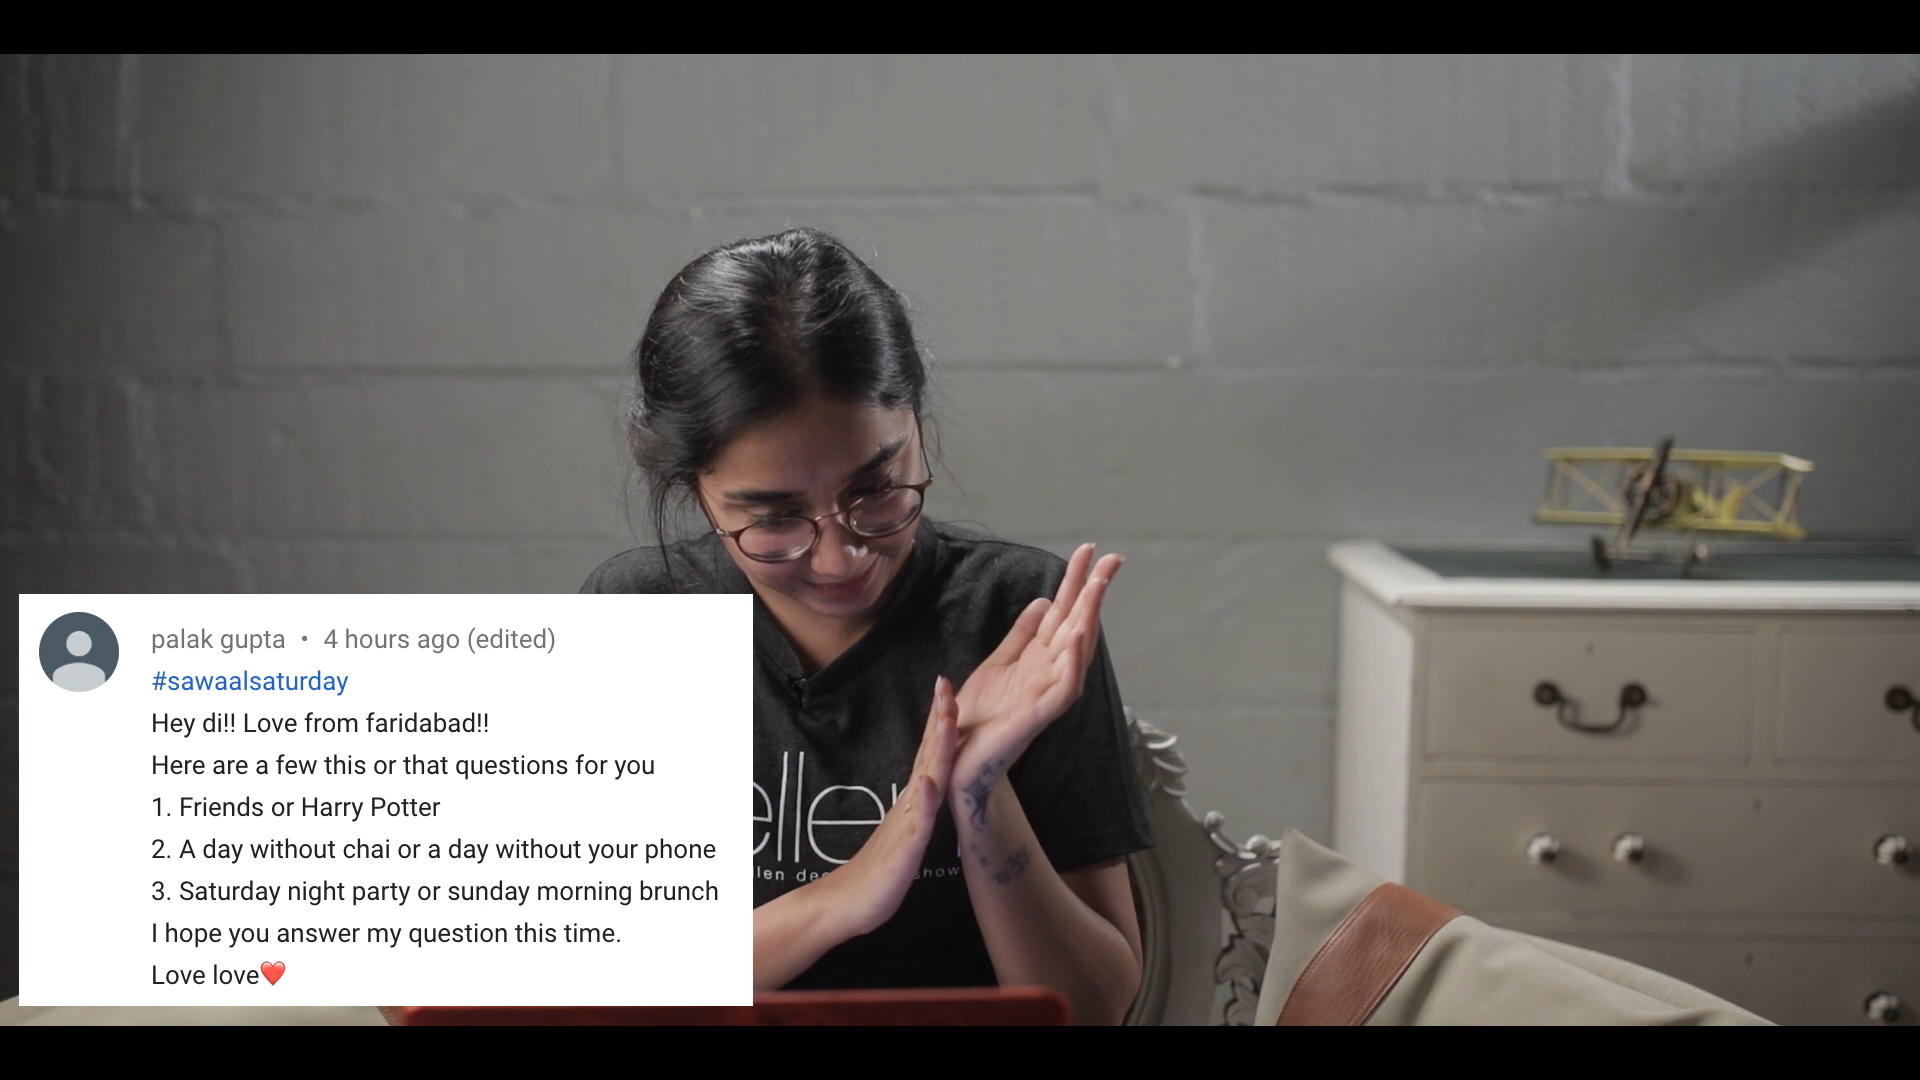 palak gupta • 4 hours ago (edited)
#sawaalsaturday
Hey di!! Love from faridabad!!
Here are a few this or that questions for you
1. Friends or Harry Potter
2. A day without chai or a day without your phone
3. Saturday night party or sunday morning brunch
I hope you answer my question this time.
Love love❤️
elle
show